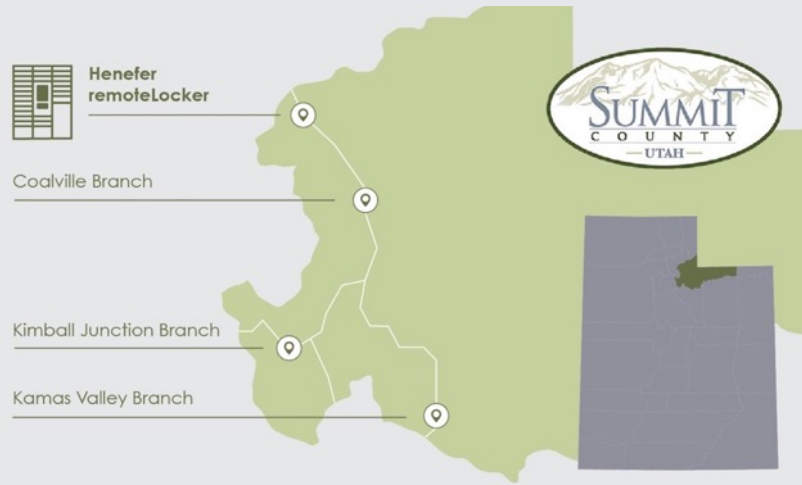 Henefer
remoteLocker
SUMMIT
COUNTY
UTAH
Coalville Branch
Kimball Junction Branch
Kamas Valley Branch